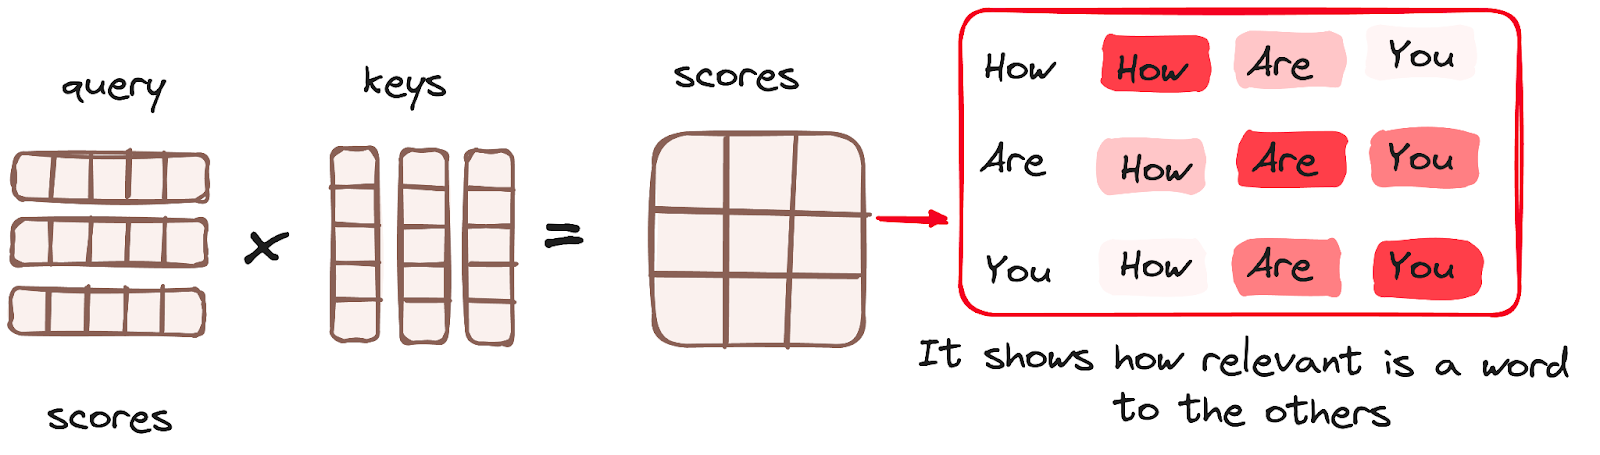 query
keys
scores
×
=
How How Are You
Are How Are You
You How Are You
It shows how relevant is a word
to the others
scores